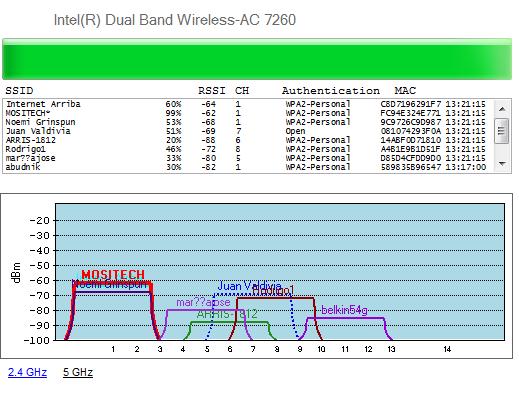 Intel(R) Dual Band Wireless-AC 7260
SSID RSSI CH Authentication MAC
Internet Arriba 60% -64 1 WPA2-Personal C8D7196291F7 13:21:15
MOSITECH* 99% -62 1 WPA2-Personal FC94E324E771 13:21:15
Noemi Grinspun 53% -68 1 WPA2-Personal 9C9726C9D987 13:21:15
Juan Valdivia 51% -69 7 Open 081074293F0A 13:21:15
ARRIS-1812 20% -88 6 WPA2-Personal 14ABF0D71810 13:21:15
Rodrigo1 46% -72 8 WPA2-Personal A4B1E9B1D51F 13:21:15
mar??ajose 33% -80 5 WPA2-Personal D85D4CFDD9D0 13:21:15
abudnik 30% -82 1 WPA2-Personal 589835B96547 13:17:00
dBm
-20
-30
-40
-50
-60
-70
-80
-90
-100
MOSITECH
Noemi Grinspun
Juan Valdivia
Rodrigo1
mar??ajose
ARRIS-1812
belkin54g
1 2 3 4 5 6 7 8 9 10 11 12 13 14
2.4 GHz 5 GHz